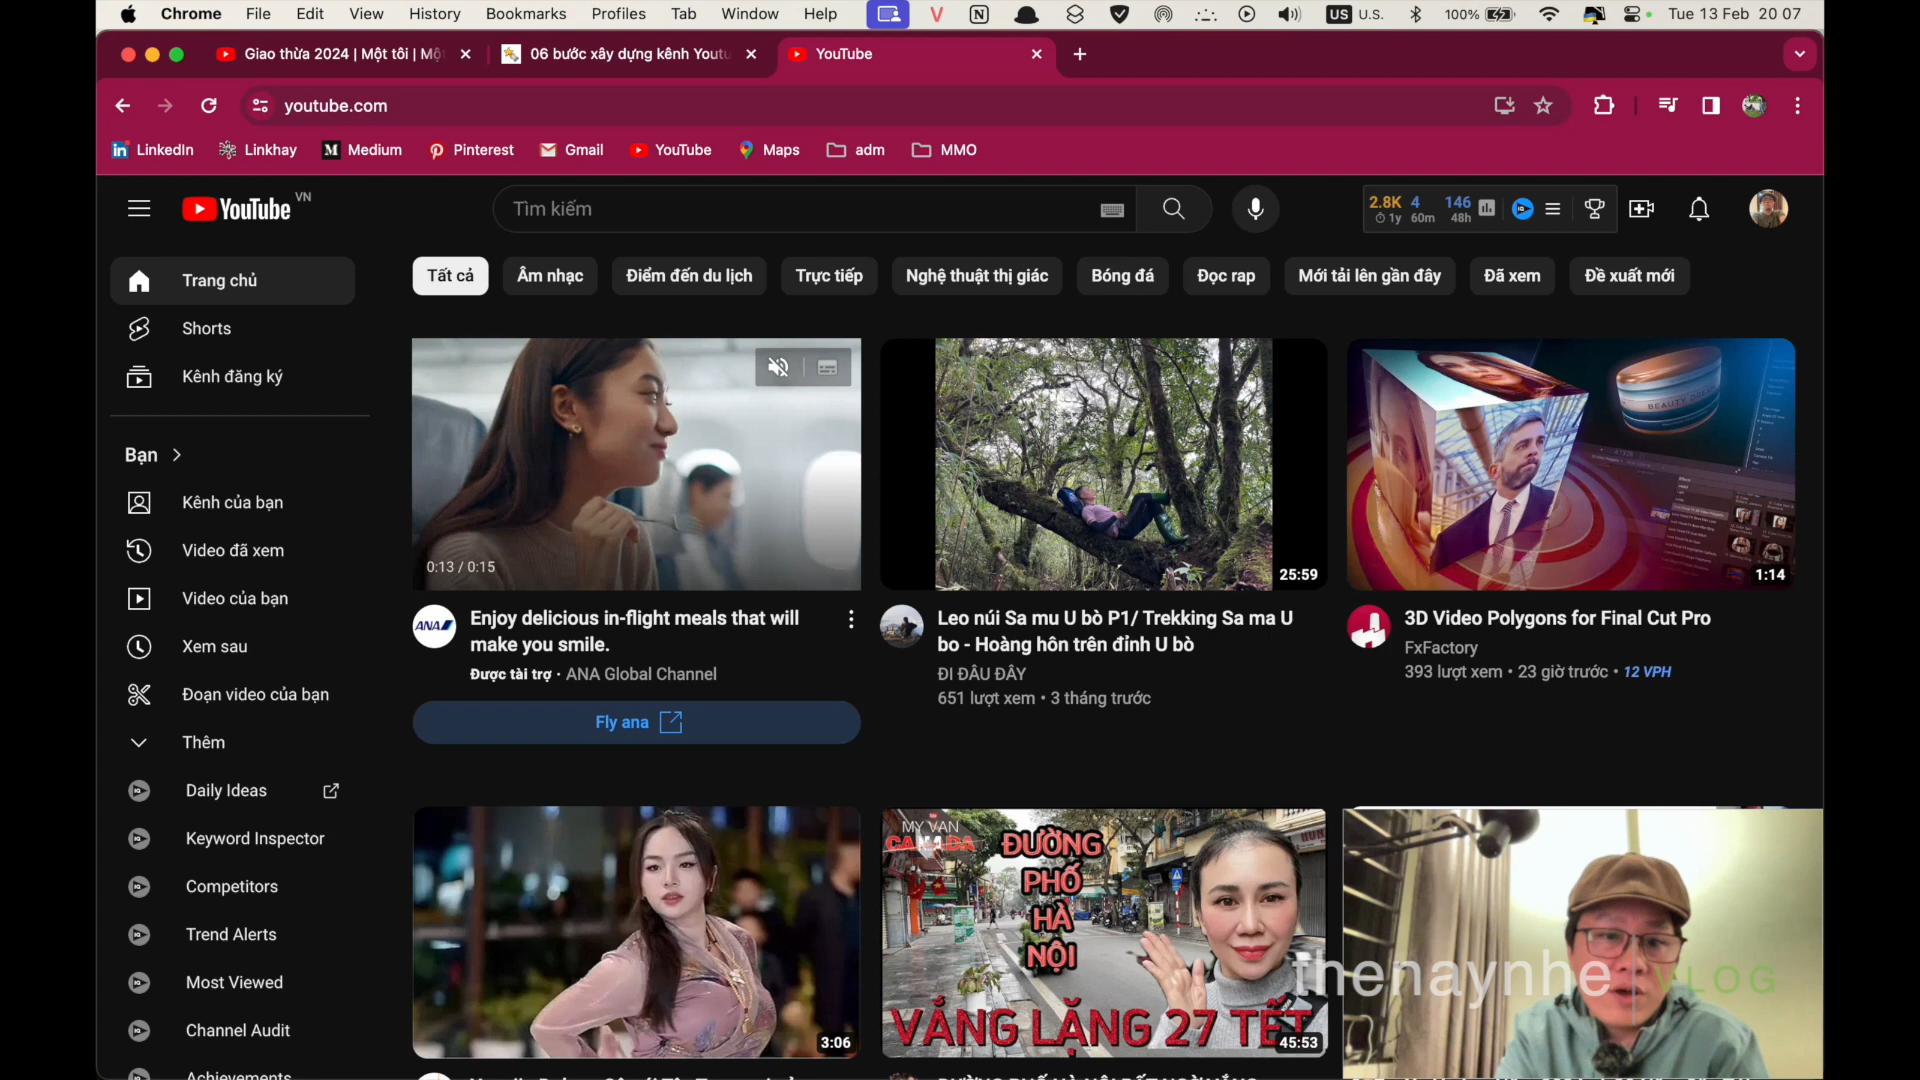 Chrome File Edit View History Bookmarks Profiles Tab Window Help
US U.S. 100% Tue 13 Feb 20 07
Giao thừa 2024 | Một tôi | Mộ
06 bước xây dựng kênh Youtu
YouTube
youtube.com
LinkedIn Linkhay Medium Pinterest Gmail YouTube Maps adm MMO
YouTube VN
Tìm kiếm
2.8K 4 146
1y 60m 48h
Trang chủ
Shorts
Kênh đăng ký
Bạn
Kênh của bạn
Video đã xem
Video của bạn
Xem sau
Đoạn video của bạn
Thêm
Daily Ideas
Keyword Inspector
Competitors
Trend Alerts
Most Viewed
Channel Audit
Achievements
Tất cả Âm nhạc Điểm đến du lịch Trực tiếp Nghệ thuật thị giác Bóng đá Đọc rap Mới tải lên gần đây Đã xem Đề xuất mới
0:13 / 0:15
ANA
Enjoy delicious in-flight meals that will
make you smile.
Được tài trợ • ANA Global Channel
Fly ana
25:59
Leo núi Sa mu U bò P1/ Trekking Sa ma U
bo - Hoàng hôn trên đỉnh U bò
ĐI ĐÂU ĐÂY
651 lượt xem • 3 tháng trước
BEAUTY
1:14
3D Video Polygons for Final Cut Pro
FxFactory
393 lượt xem • 23 giờ trước • 12 VPH
3:06
MY VAN
CANADA
ĐƯỜNG
PHỐ
HÀ
NỘI
VẮNG LẶNG 27 TẾT
45:53
thenaynhe | VLOG